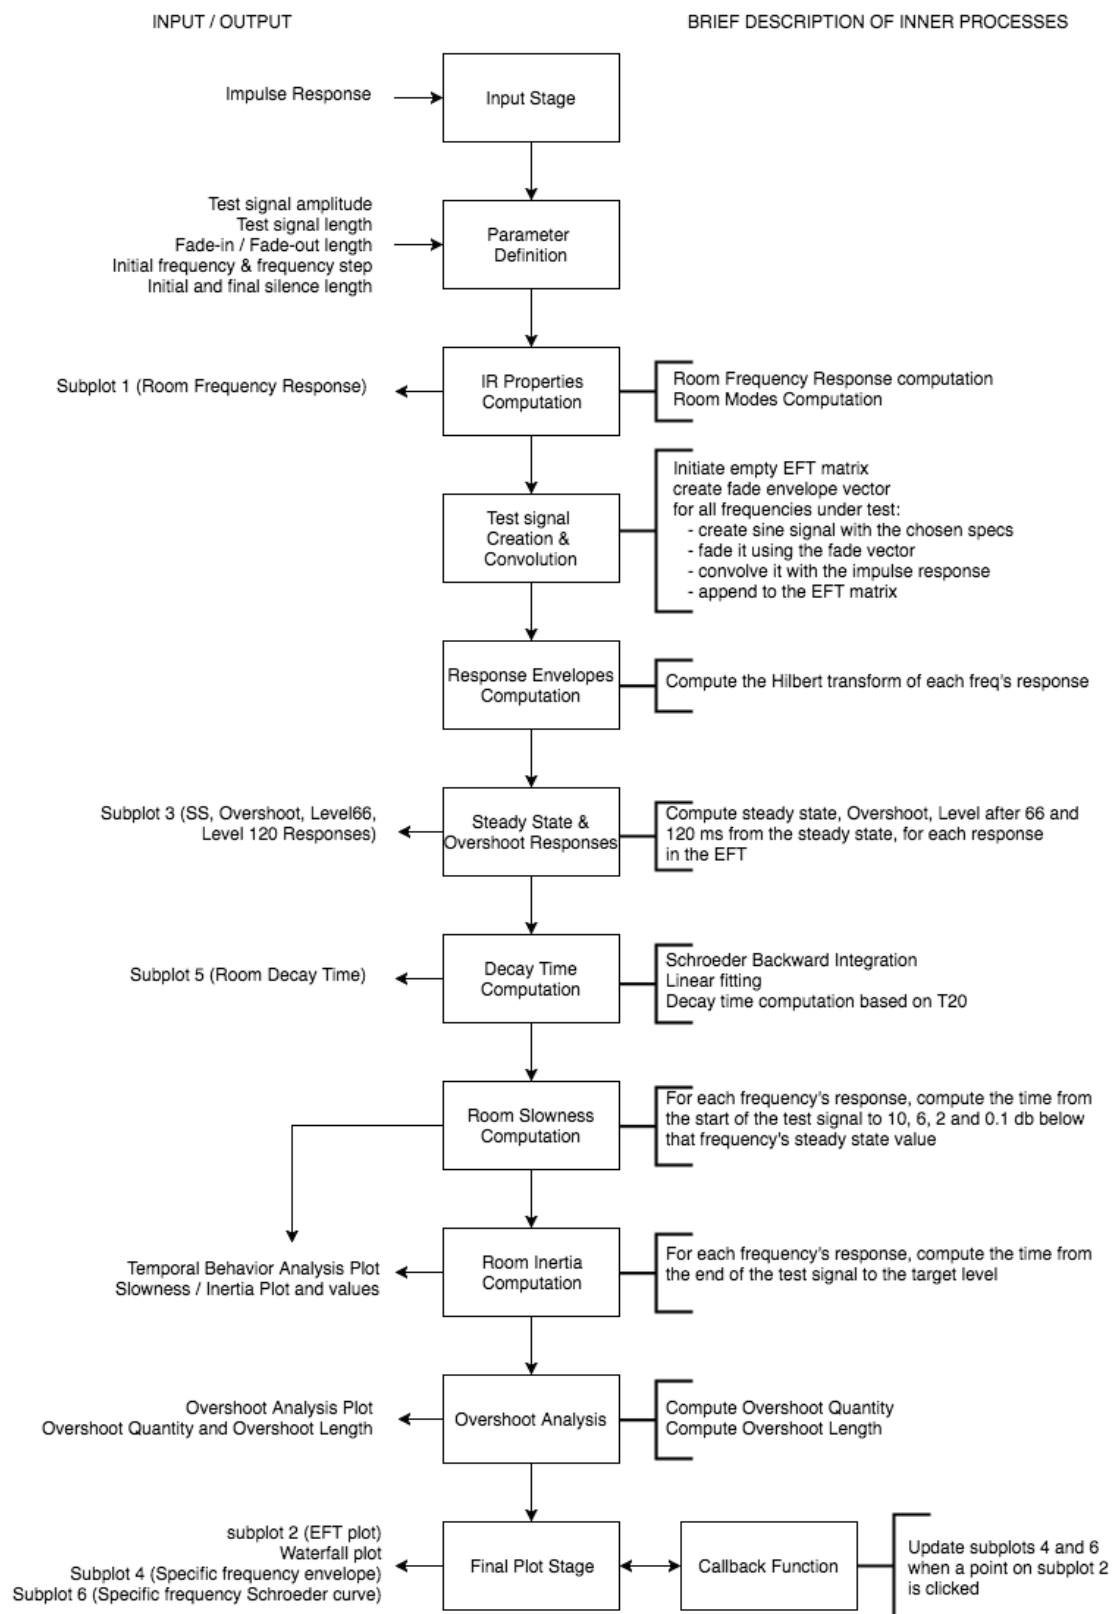 INPUT / OUTPUT
BRIEF DESCRIPTION OF INNER PROCESSES
Impulse Response
Input Stage
Test signal amplitude
Test signal length
Fade-in / Fade-out length
Initial frequency & frequency step
Initial and final silence length
Parameter
Definition
Subplot 1 (Room Frequency Response)
IR Properties
Computation
Room Frequency Response computation
Room Modes Computation
Test signal
Creation &
Convolution
Initiate empty EFT matrix
create fade envelope vector
for all frequencies under test:
- create sine signal with the chosen specs
- fade it using the fade vector
- convolve it with the impulse response
- append to the EFT matrix
Response Envelopes
Computation
Compute the Hilbert transform of each freq's response
Subplot 3 (SS, Overshoot, Level66,
Level 120 Responses)
Steady State &
Overshoot Responses
Compute steady state, Overshoot, Level after 66 and
120 ms from the steady state, for each response
in the EFT
Subplot 5 (Room Decay Time)
Decay Time
Computation
Schroeder Backward Integration
Linear fitting
Decay time computation based on T20
Room Slowness
Computation
For each frequency's response, compute the time from
the start of the test signal to 10, 6, 2 and 0.1 db below
that frequency's steady state value
Temporal Behavior Analysis Plot
Slowness / Inertia Plot and values
Room Inertia
Computation
For each frequency's response, compute the time from
the end of the test signal to the target level
Overshoot Analysis Plot
Overshoot Quantity and Overshoot Length
Overshoot Analysis
Compute Overshoot Quantity
Compute Overshoot Length
subplot 2 (EFT plot)
Waterfall plot
Subplot 4 (Specific frequency envelope)
Subplot 6 (Specific frequency Schroeder curve)
Final Plot Stage
Callback Function
Update subplots 4 and 6
when a point on subplot 2
is clicked